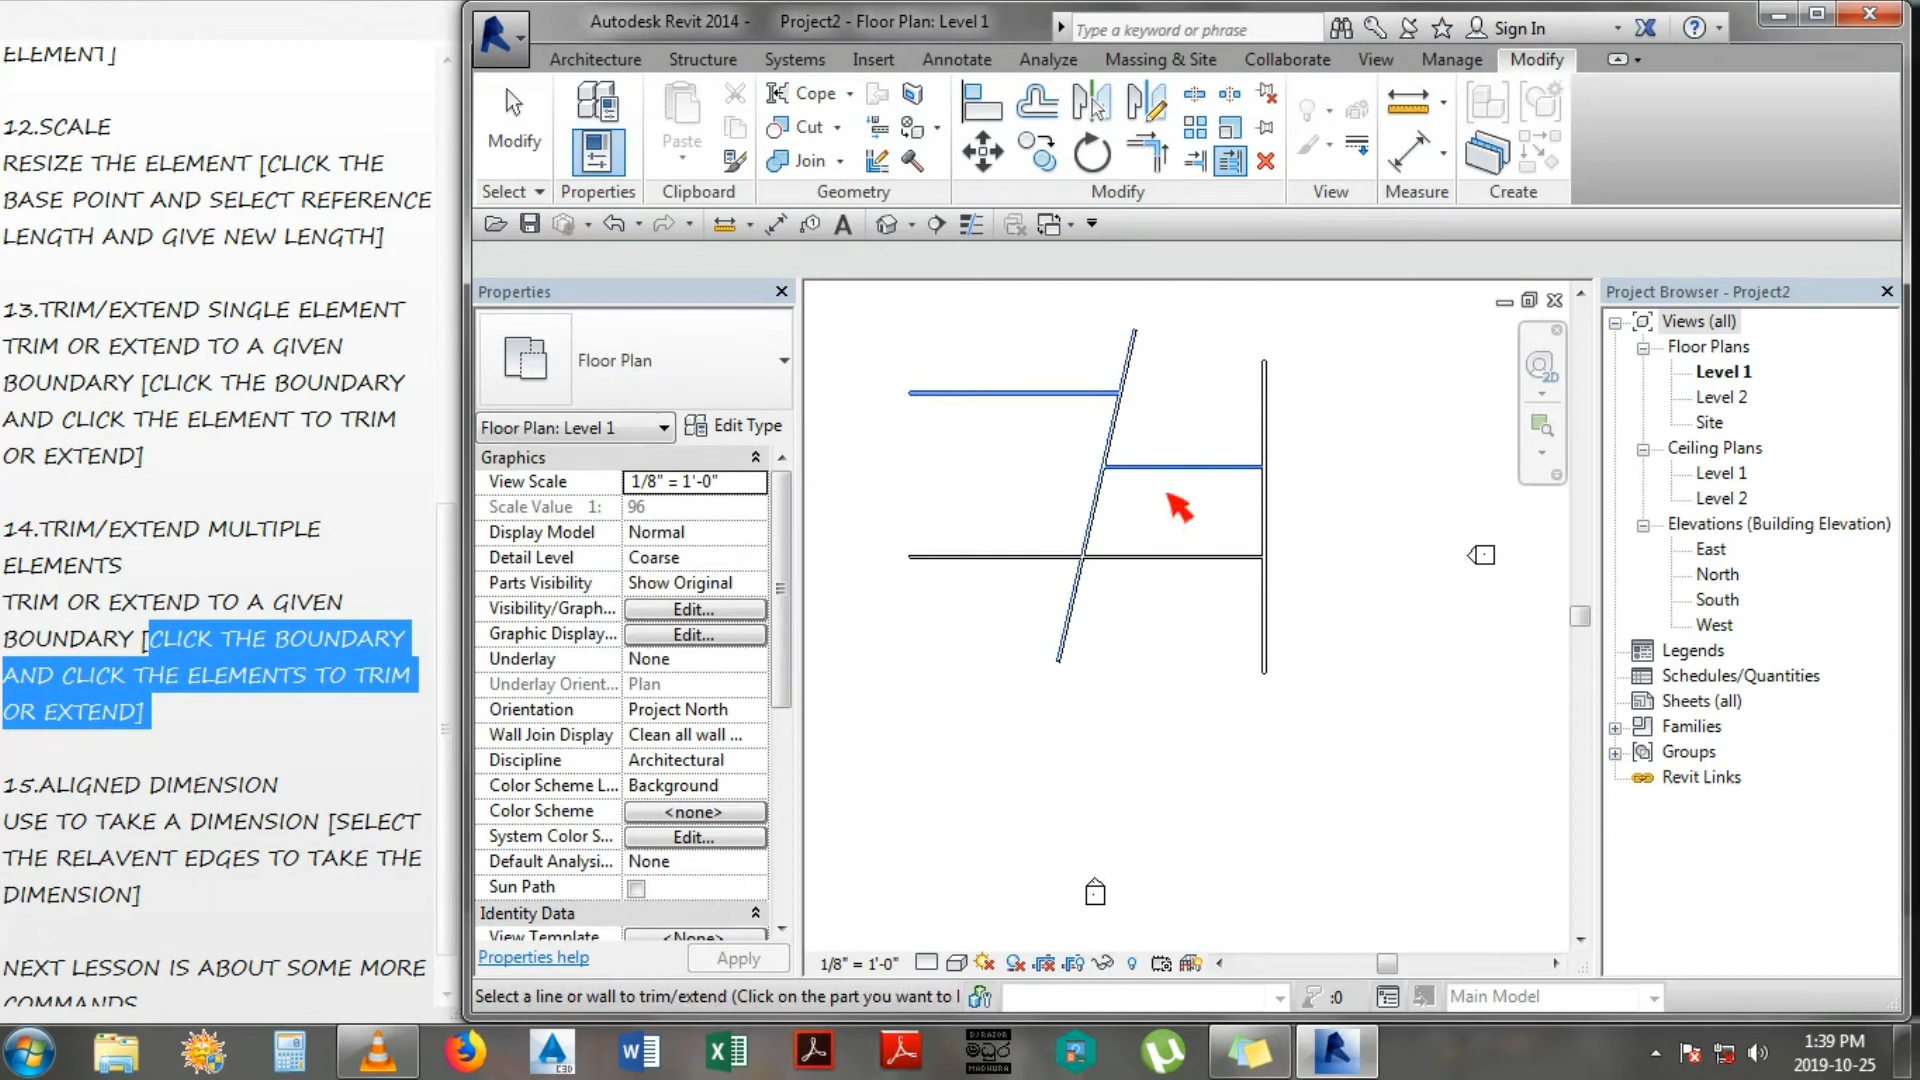 ELEMENT]
12.SCALE
RESIZE THE ELEMENT [CLICK THE
BASE POINT AND SELECT REFERENCE
LENGTH AND GIVE NEW LENGTH]
13.TRIM/EXTEND SINGLE ELEMENT
TRIM OR EXTEND TO A GIVEN
BOUNDARY [CLICK THE BOUNDARY
AND CLICK THE ELEMENT TO TRIM
OR EXTEND]
14.TRIM/EXTEND MULTIPLE
ELEMENTS
TRIM OR EXTEND TO A GIVEN
BOUNDARY [CLICK THE BOUNDARY
AND CLICK THE ELEMENTS TO TRIM
OR EXTEND]
15.ALIGNED DIMENSION
USE TO TAKE A DIMENSION [SELECT
THE RELAVENT EDGES TO TAKE THE
DIMENSION]
NEXT LESSON IS ABOUT SOME MORE
COMMANDS
Autodesk Revit 2014 - Project2 - Floor Plan: Level 1
Type a keyword or phrase
Sign In
Architecture Structure Systems Insert Annotate Analyze Massing & Site Collaborate View Manage Modify
Modify
Paste
Cope
Cut
Join
Select Properties Clipboard Geometry Modify View Measure Create
Properties
Floor Plan
Floor Plan: Level 1 Edit Type
Graphics
View Scale 1/8" = 1'-0"
Scale Value 1: 96
Display Model Normal
Detail Level Coarse
Parts Visibility Show Original
Visibility/Graph... Edit...
Graphic Display... Edit...
Underlay None
Underlay Orient... Plan
Orientation Project North
Wall Join Display Clean all wall ...
Discipline Architectural
Color Scheme L... Background
Color Scheme <none>
System Color S... Edit...
Default Analysi... None
Sun Path
Identity Data
View Template <None>
Properties help Apply
2D
1/8" = 1'-0"
Project Browser - Project2
Views (all)
Floor Plans
Level 1
Level 2
Site
Ceiling Plans
Level 1
Level 2
Elevations (Building Elevation)
East
North
South
West
Legends
Schedules/Quantities
Sheets (all)
Families
Groups
Revit Links
Select a line or wall to trim/extend (Click on the part you want to
:0
Main Model
C3D
DJ RAZOR
මධුර
MADHURA
1:39 PM
2019-10-25